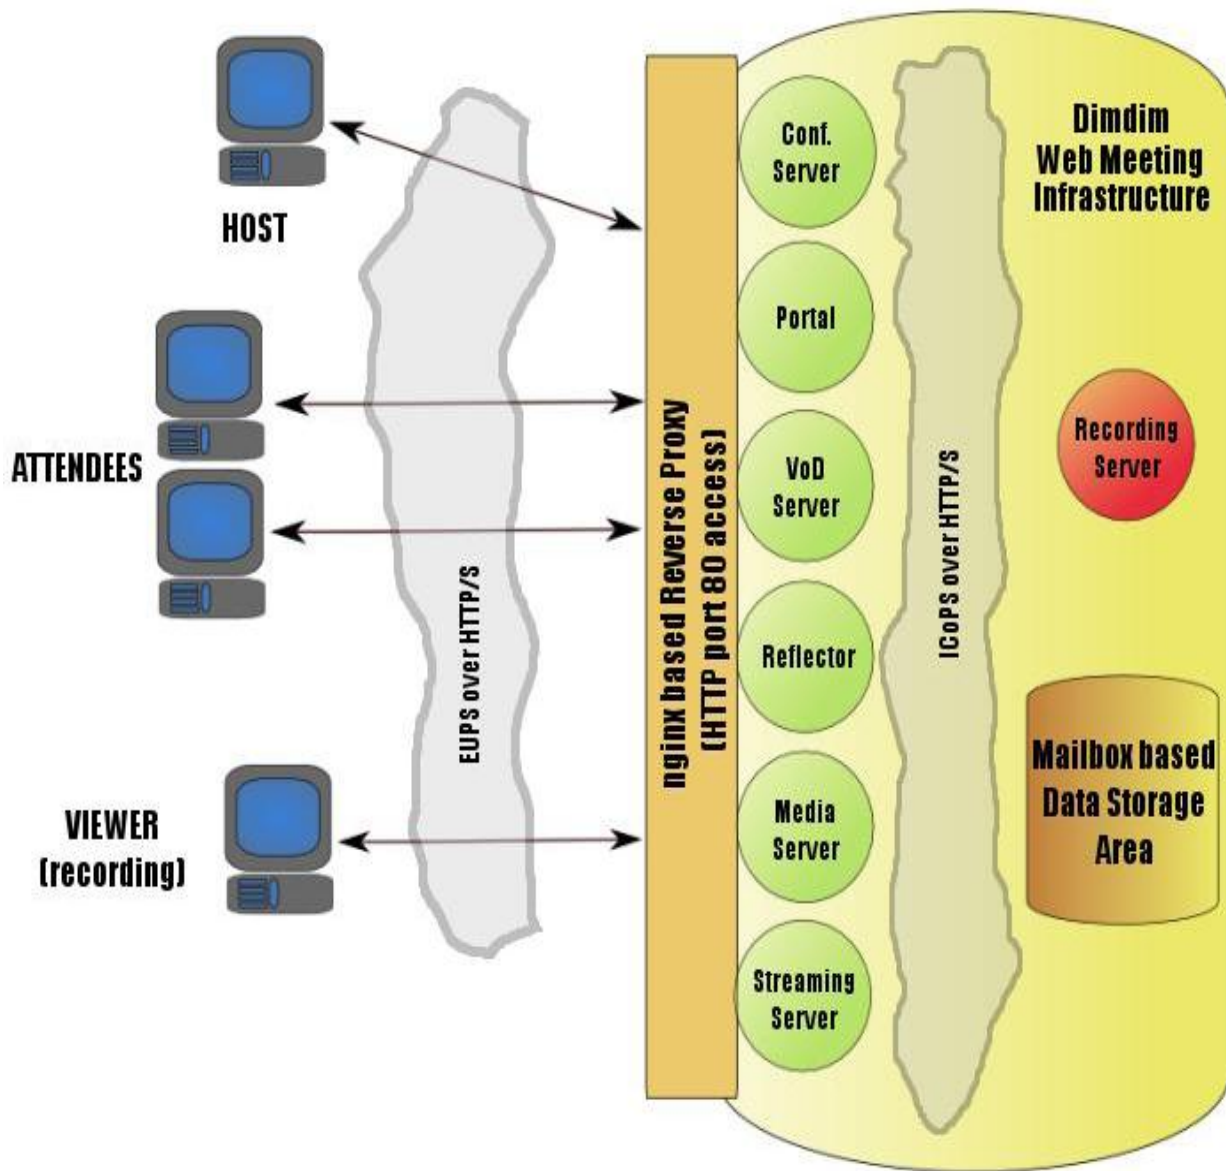 HOST
ATTENDEES
VIEWER
(recording)
EUPS over HTTP/S
nginx based Reverse Proxy
(HTTP port 80 access)
Conf.
Server
Portal
VoD
Server
Reflector
Media
Server
Streaming
Server
ICoPS over HTTP/S
Dimdim
Web Meeting
Infrastructure
Recording
Server
Mailbox based
Data Storage
Area